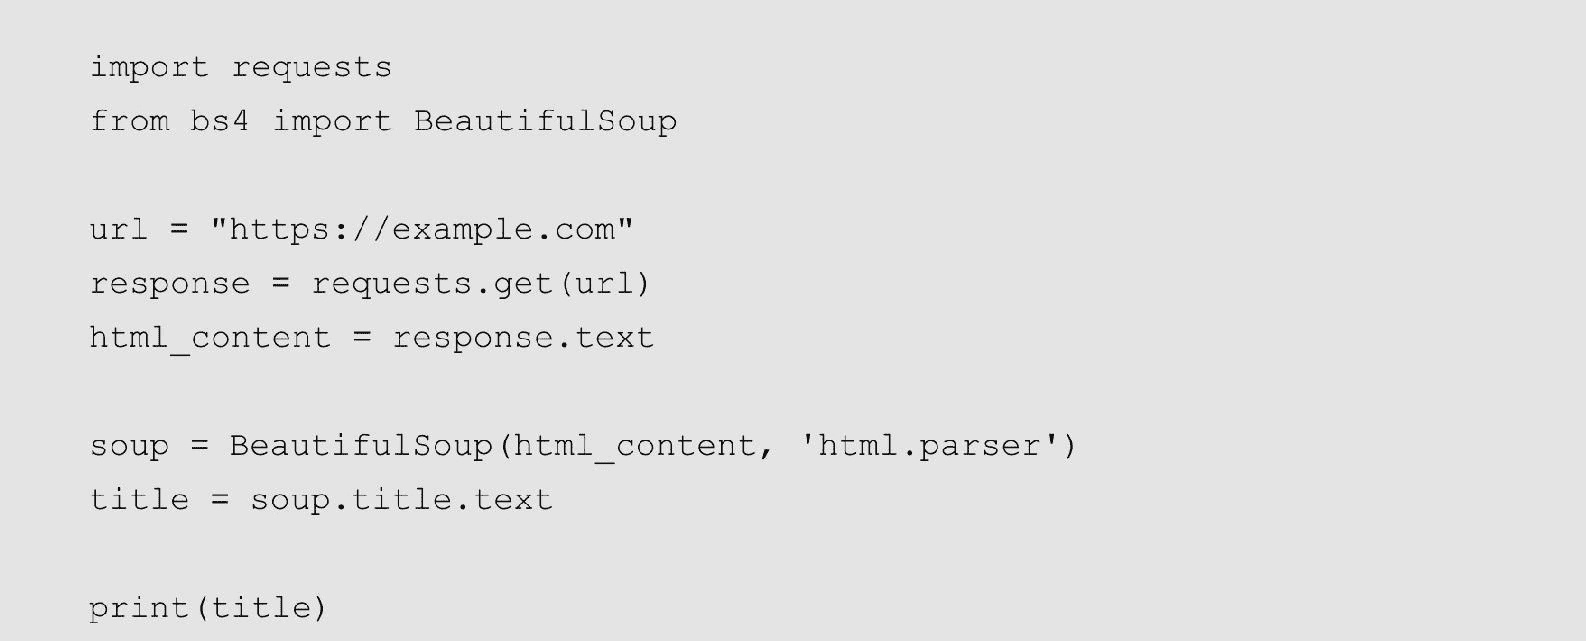 import requests
from bs4 import BeautifulSoup
url = "https://example.com"
response = requests.get(url)
html_content = response.text
soup = BeautifulSoup(html_content, 'html.parser')
title = soup.title.text
print(title)